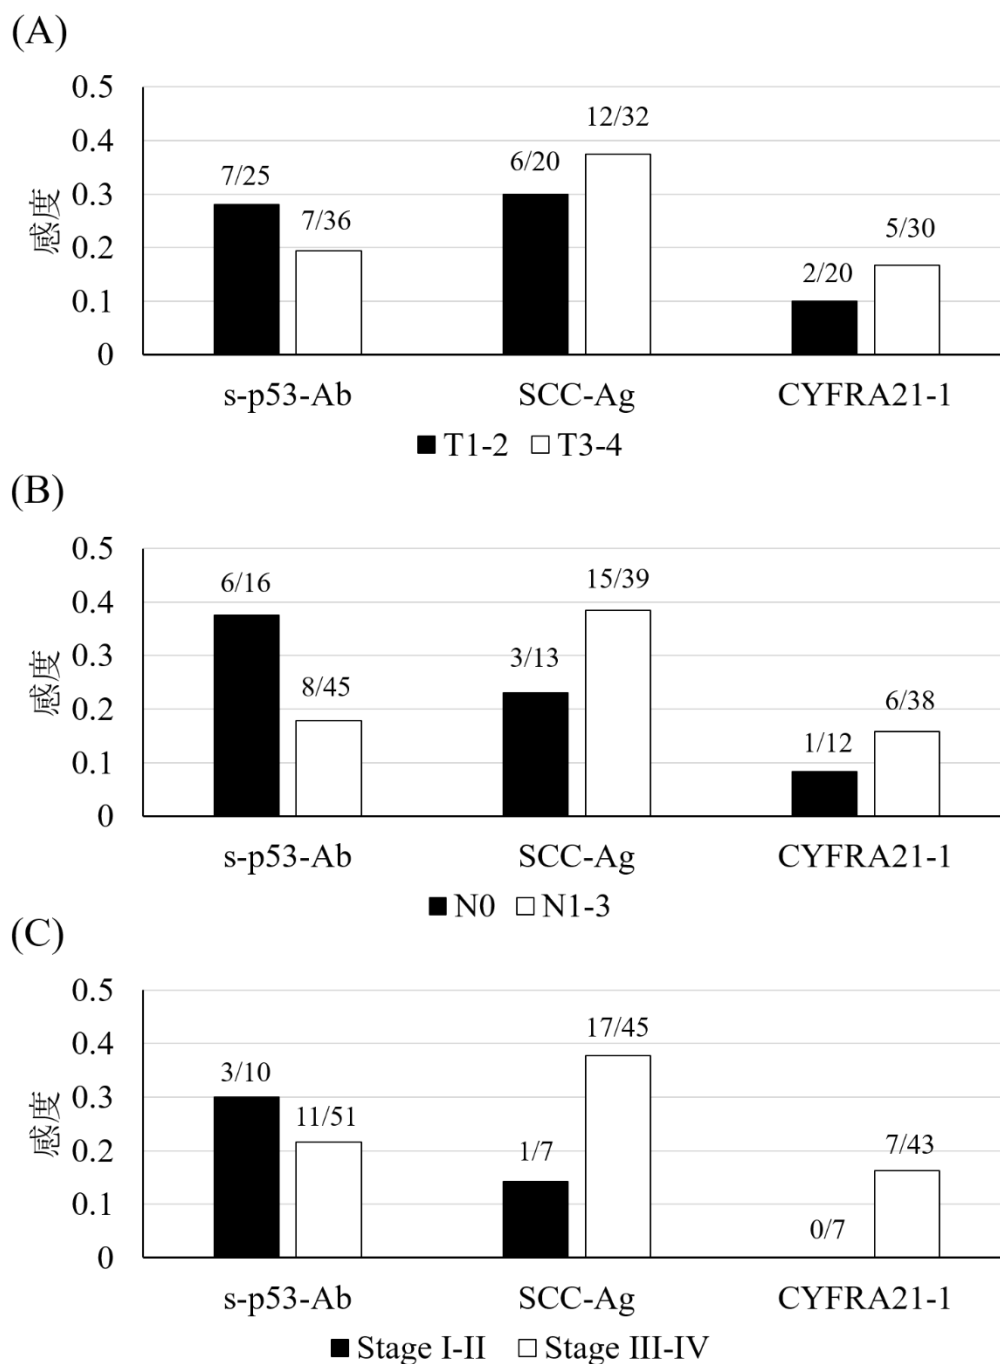 (A)
0.5
0.4
0.3
0.2
0.1
0
感度
7/25
7/36
6/20
12/32
2/20
5/30
s-p53-Ab
SCC-Ag
CYFRA21-1
T1-2 T3-4
(B)
0.5
0.4
0.3
0.2
0.1
0
感度
6/16
8/45
3/13
15/39
1/12
6/38
s-p53-Ab
SCC-Ag
CYFRA21-1
N0 N1-3
(C)
0.5
0.4
0.3
0.2
0.1
0
感度
3/10
11/51
1/7
17/45
0/7
7/43
s-p53-Ab
SCC-Ag
CYFRA21-1
Stage I-II Stage III-IV